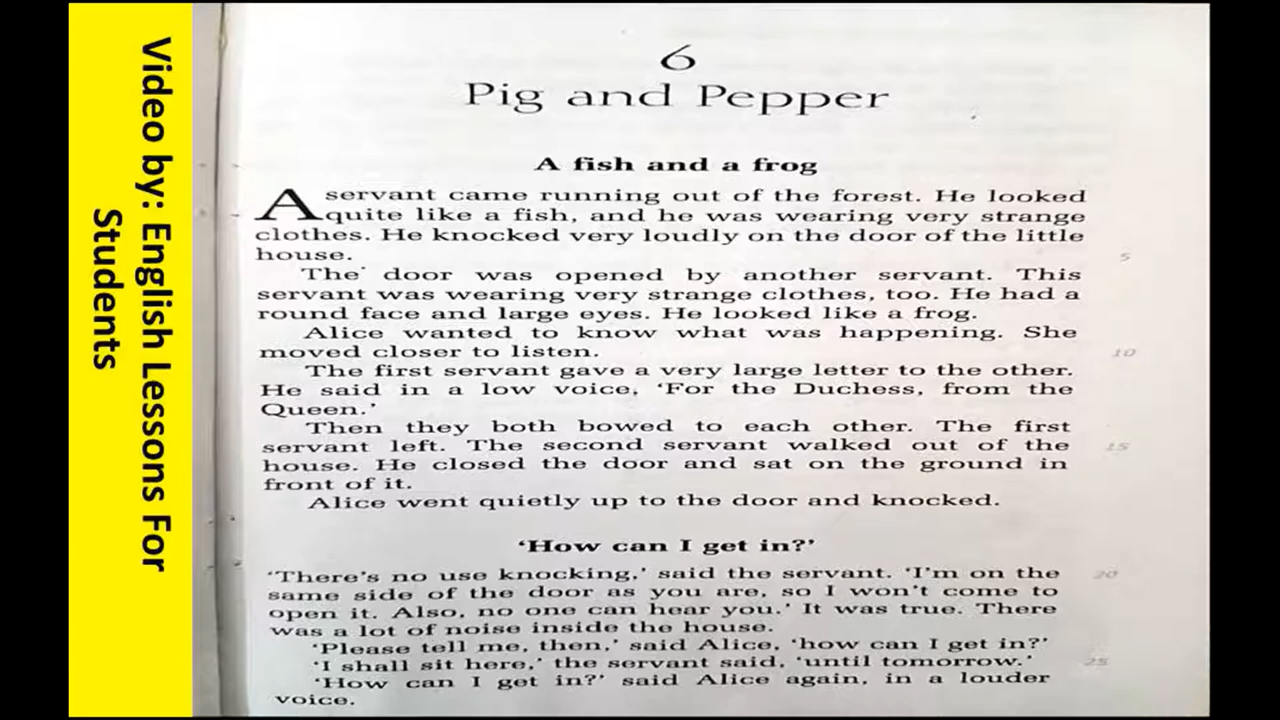 Video by: English Lessons For
Students
6
Pig and Pepper
A fish and a frog
A servant came running out of the forest. He looked
quite like a fish, and he was wearing very strange
clothes. He knocked very loudly on the door of the little
house.
5
The door was opened by another servant. This
servant was wearing very strange clothes, too. He had a
round face and large eyes. He looked like a frog.
Alice wanted to know what was happening. She
moved closer to listen.
10
The first servant gave a very large letter to the other.
He said in a low voice, ‘For the Duchess, from the
Queen.’
Then they both bowed to each other. The first
servant left. The second servant walked out of the
15
house. He closed the door and sat on the ground in
front of it.
Alice went quietly up to the door and knocked.
‘How can I get in?’
‘There's no use knocking,’ said the servant. ‘I'm on the
20
same side of the door as you are, so I won't come to
open it. Also, no one can hear you.’ It was true. There
was a lot of noise inside the house.
‘Please tell me, then,’ said Alice, ‘how can I get in?’
‘I shall sit here,’ the servant said, ‘until tomorrow.’
25
‘How can I get in?’ said Alice again, in a louder
voice.